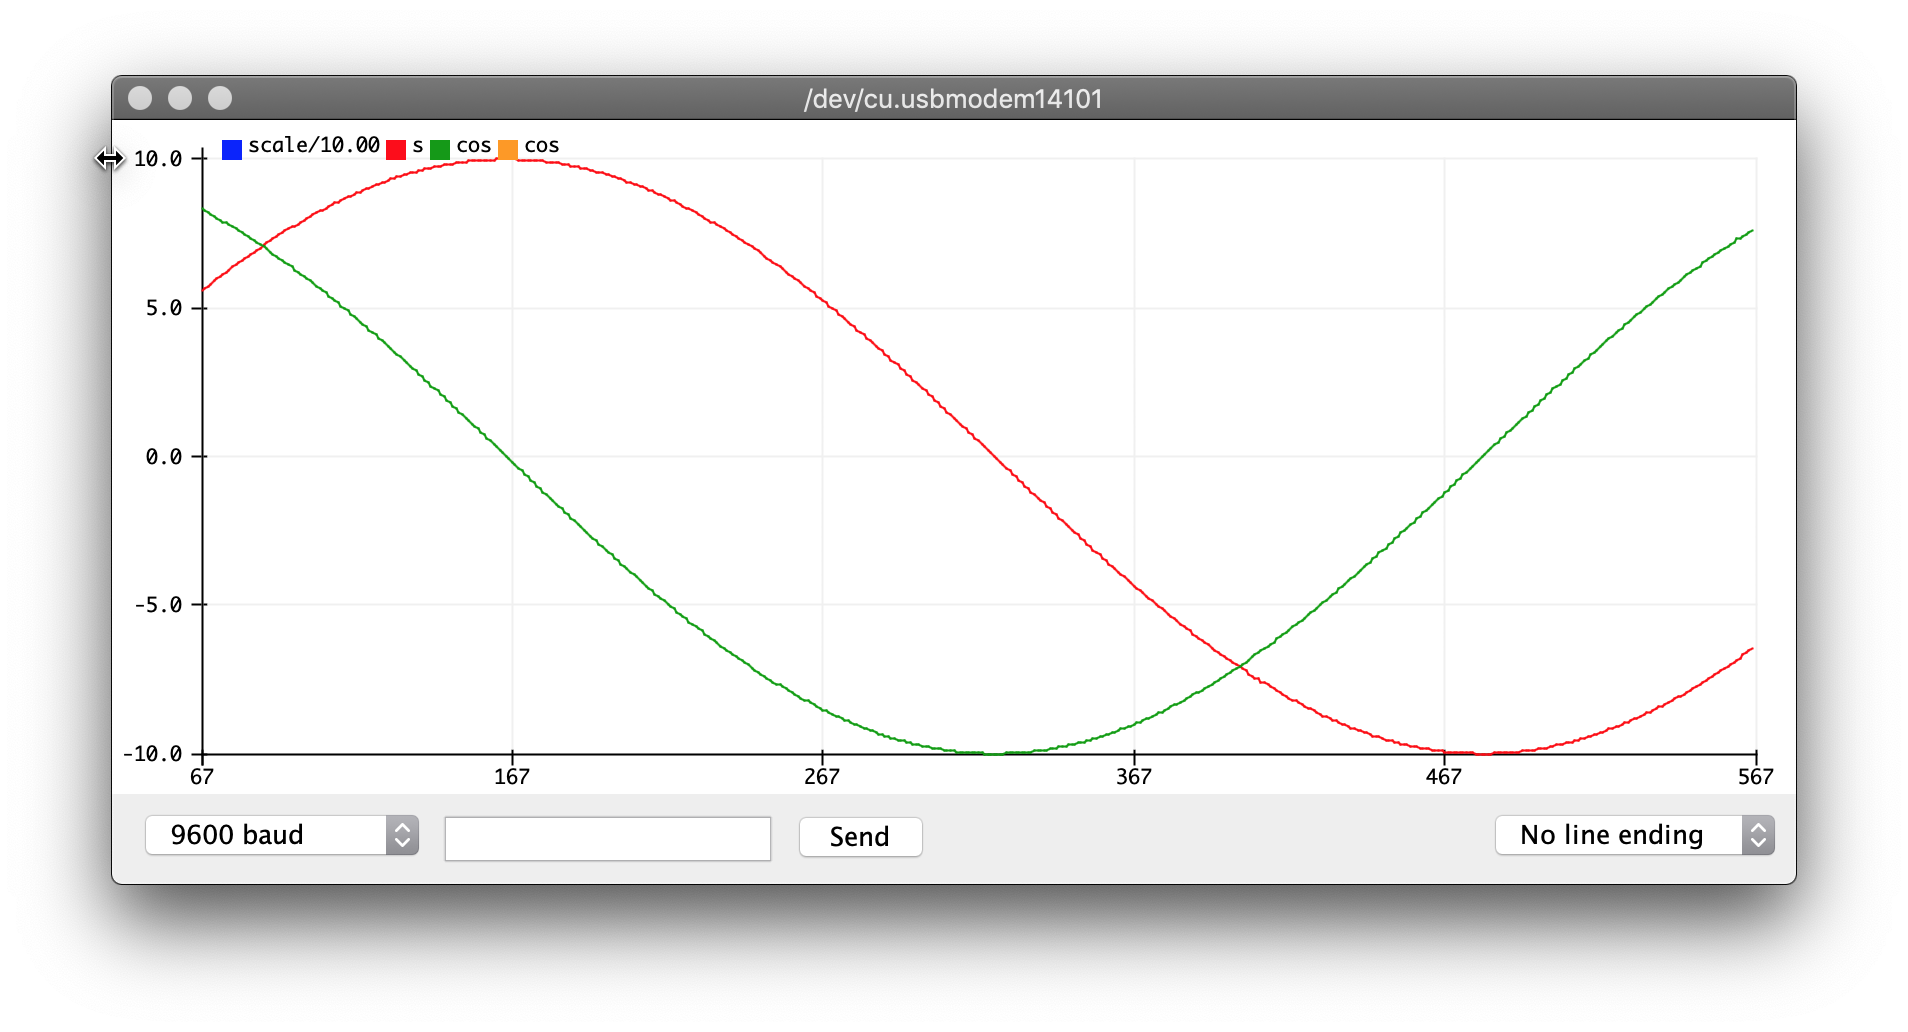 /dev/cu.usbmodem14101
scale/10.00 s cos cos
10.0
5.0
0.0
-5.0
-10.0
67 167 267 367 467 567
9600 baud Send No line ending